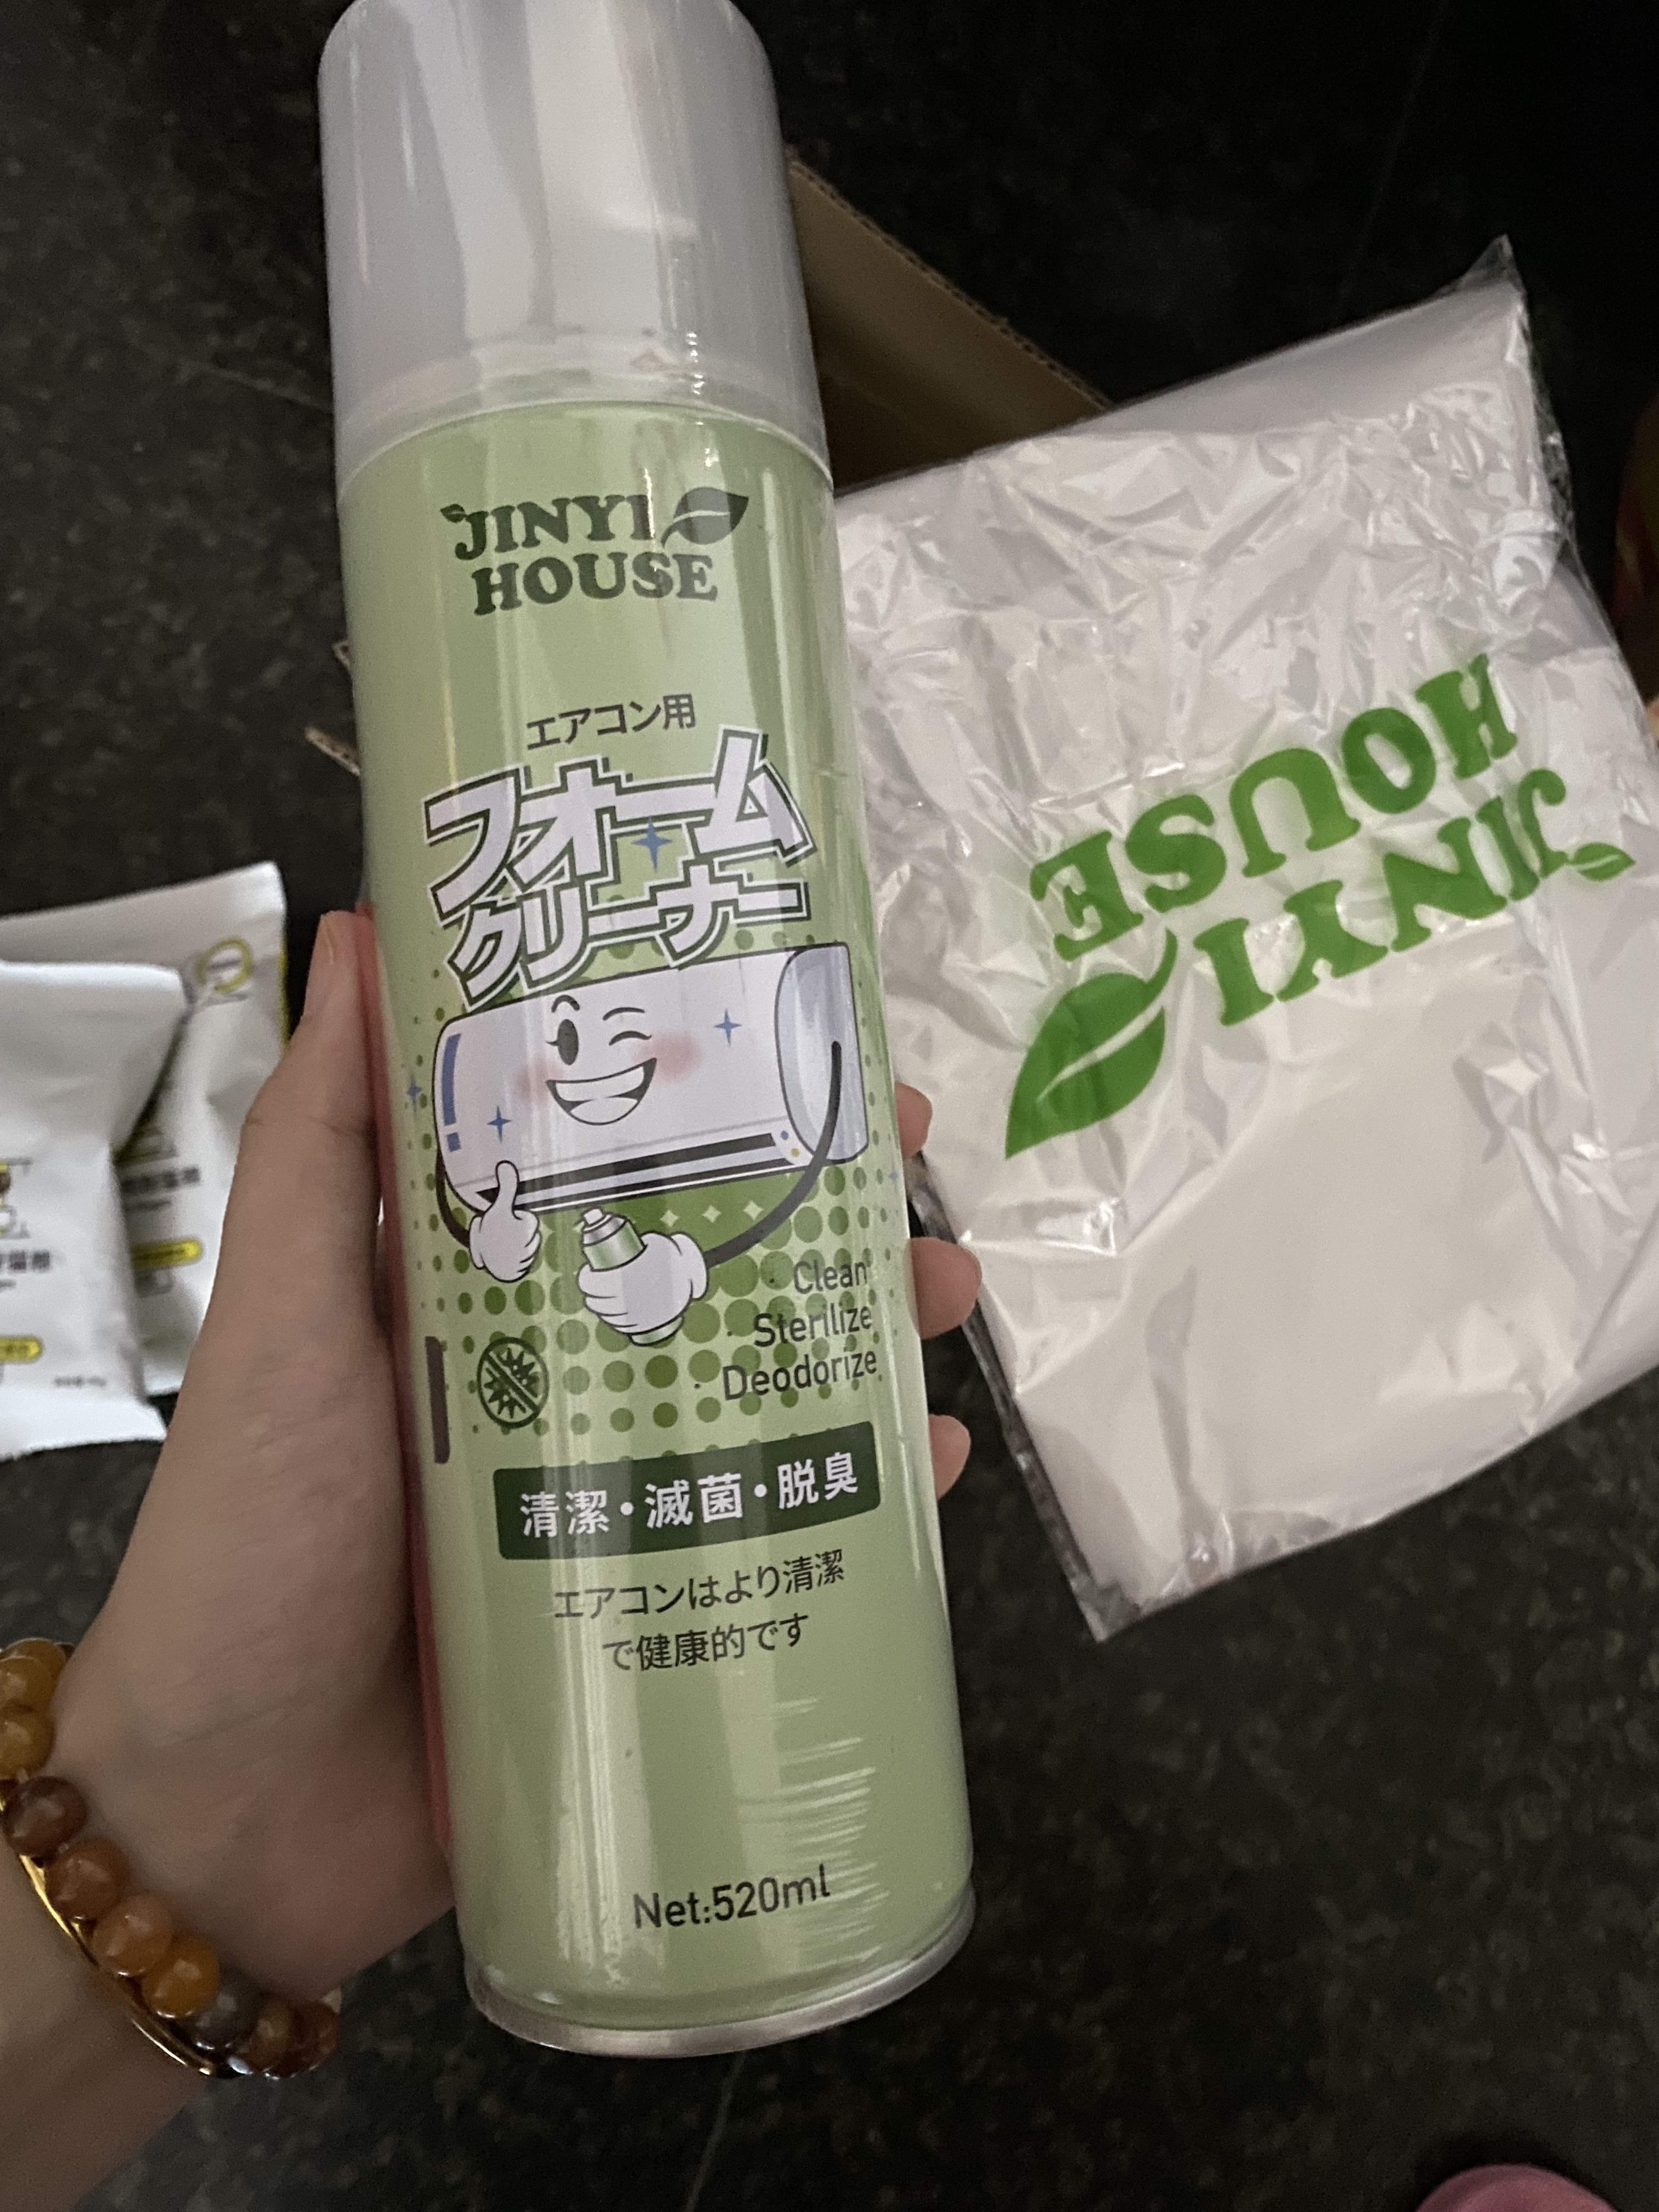 JINYI
HOUSE
エアコン用
フォーム
クリーナー
Clean
Sterilize
Deodorize
清潔・滅菌・脱臭
エアコンはより清潔
で健康的です
Net:520ml
JINYI
HOUSE